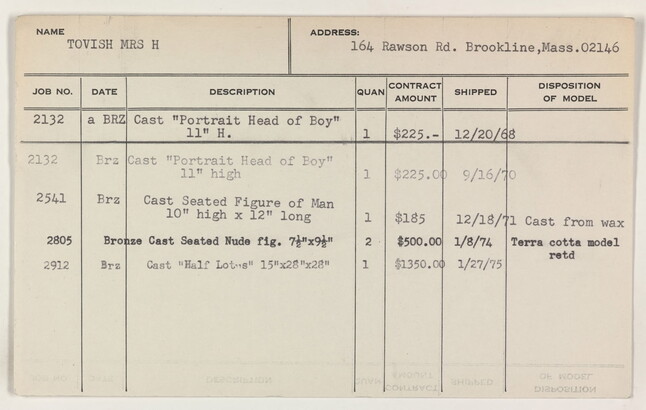 NAME
TOVISH MRS H
ADDRESS:
164 Rawson Rd. Brookline,Mass.02146
JOB NO. DATE DESCRIPTION QUAN CONTRACT AMOUNT SHIPPED DISPOSITION OF MODEL
2132 a BRZ Cast "Portrait Head of Boy"
11" H. 1 $225.- 12/20/68
2132 Brz Cast "Portrait Head of Boy"
11" high 1 $225.00 9/16/70
2541 Brz Cast Seated Figure of Man
10" high x 12" long 1 $185 12/18/71 Cast from wax
2805 Bronze Cast Seated Nude fig. 7½"x9½" 2 $500.00 1/8/74 Terra cotta model
retd
2912 Brz Cast "Half Lotus" 15"x28"x28" 1 $1350.00 1/27/75